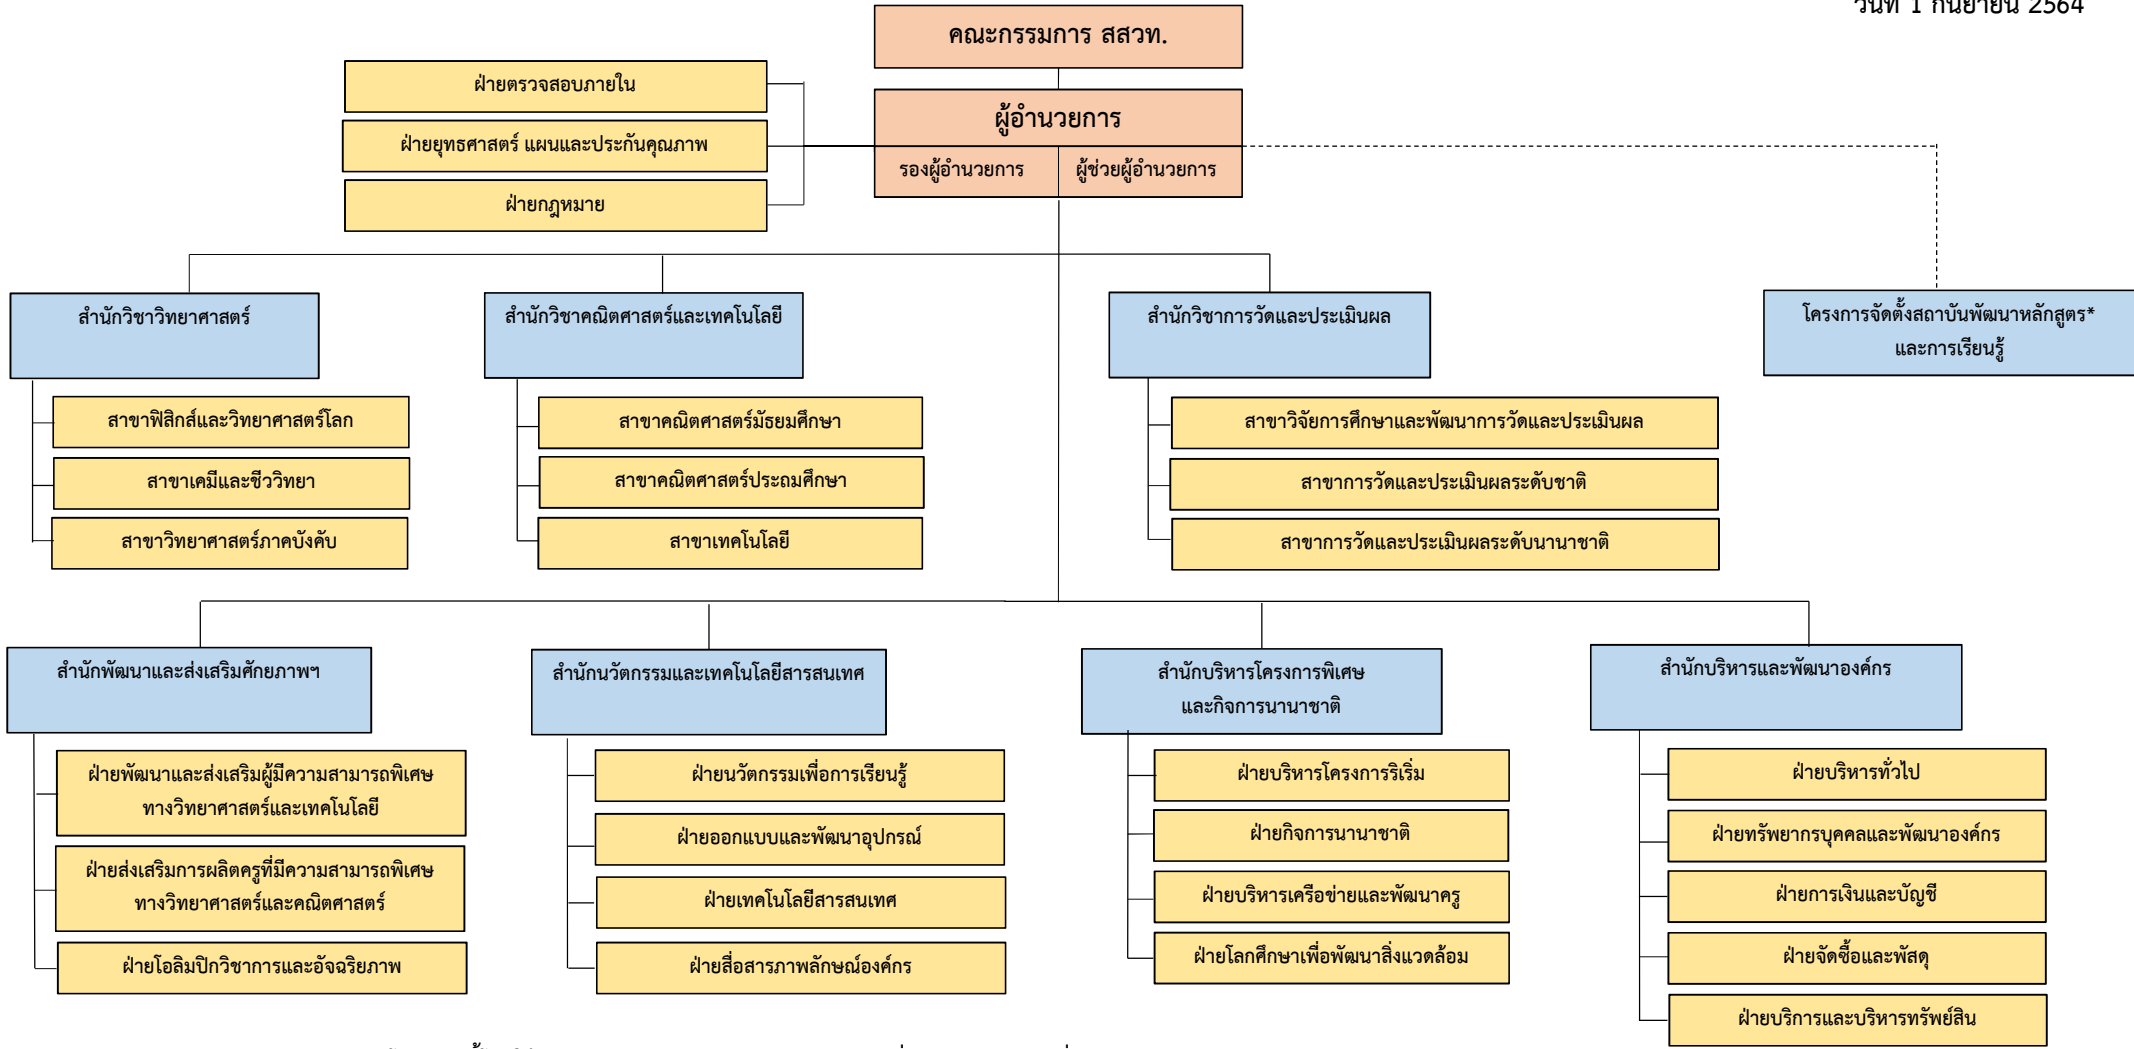 วันที่ 1 กันยายน 2564
คณะกรรมการ สสวท.
ผู้อำนวยการ
รองผู้อำนวยการ
ผู้ช่วยผู้อำนวยการ
ฝ่ายตรวจสอบภายใน
ฝ่ายยุทธศาสตร์ แผนและประกันคุณภาพ
ฝ่ายกฎหมาย
สำนักวิชาวิทยาศาสตร์
สาขาฟิสิกส์และวิทยาศาสตร์โลก
สาขาเคมีและชีววิทยา
สาขาวิทยาศาสตร์ภาคบังคับ
สำนักวิชาคณิตศาสตร์และเทคโนโลยี
สาขาคณิตศาสตร์มัธยมศึกษา
สาขาคณิตศาสตร์ประถมศึกษา
สาขาเทคโนโลยี
สำนักวิชาการวัดและประเมินผล
สาขาวิจัยการศึกษาและพัฒนาการวัดและประเมินผล
สาขาการวัดและประเมินผลระดับชาติ
สาขาการวัดและประเมินผลระดับนานาชาติ
โครงการจัดตั้งสถาบันพัฒนาหลักสูตร*
และการเรียนรู้
สำนักพัฒนาและส่งเสริมศักยภาพฯ
ฝ่ายพัฒนาและส่งเสริมผู้มีความสามารถพิเศษ
ทางวิทยาศาสตร์และเทคโนโลยี
ฝ่ายส่งเสริมการผลิตครูที่มีความสามารถพิเศษ
ทางวิทยาศาสตร์และคณิตศาสตร์
ฝ่ายโอลิมปิกวิชาการและอัจฉริยภาพ
สำนักนวัตกรรมและเทคโนโลยีสารสนเทศ
ฝ่ายนวัตกรรมเพื่อการเรียนรู้
ฝ่ายออกแบบและพัฒนาอุปกรณ์
ฝ่ายเทคโนโลยีสารสนเทศ
ฝ่ายสื่อสารภาพลักษณ์องค์กร
สำนักบริหารโครงการพิเศษ
และกิจการนานาชาติ
ฝ่ายบริหารโครงการริเริ่ม
ฝ่ายกิจการนานาชาติ
ฝ่ายบริหารเครือข่ายและพัฒนาครู
ฝ่ายโลกศึกษาเพื่อพัฒนาสิ่งแวดล้อม
สำนักบริหารและพัฒนาองค์กร
ฝ่ายบริหารทั่วไป
ฝ่ายทรัพยากรบุคคลและพัฒนาองค์กร
ฝ่ายการเงินและบัญชี
ฝ่ายจัดซื้อและพัสดุ
ฝ่ายบริการและบริหารทรัพย์สิน